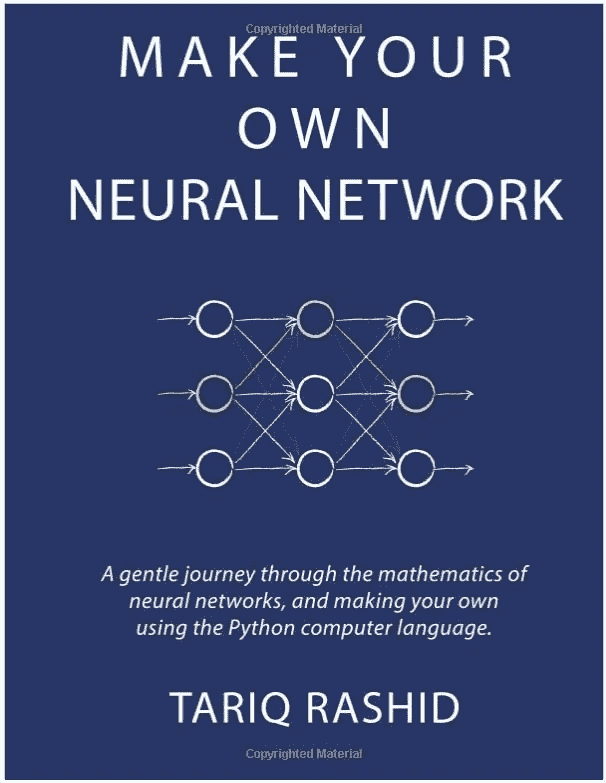 Copyrighted Material
MAKE YOUR
OWN
NEURAL NETWORK
A gentle journey through the mathematics of
neural networks, and making your own
using the Python computer language.
TARIQ RASHID
Copyrighted Material